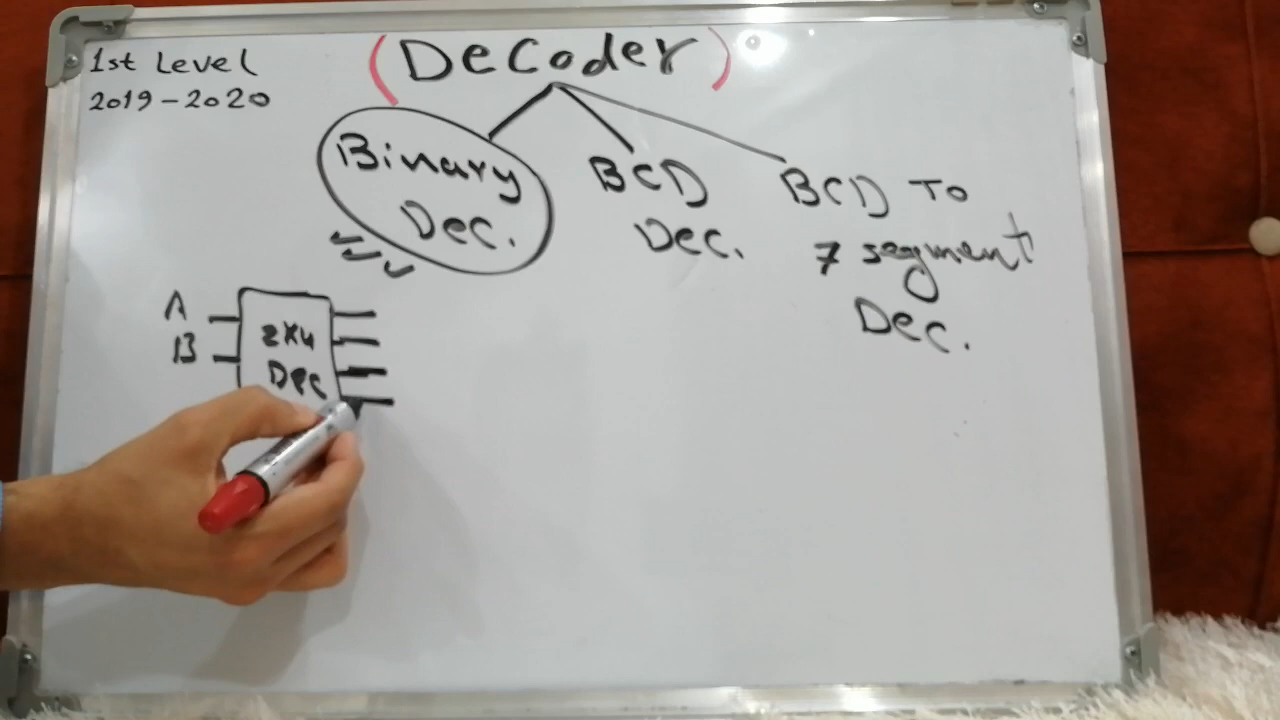 1st Level
2019-2020
(Decoder)
Binary
Dec.
BCD
Dec.
BCD To
7 segment
Dec.
A
B
2X4
Dec